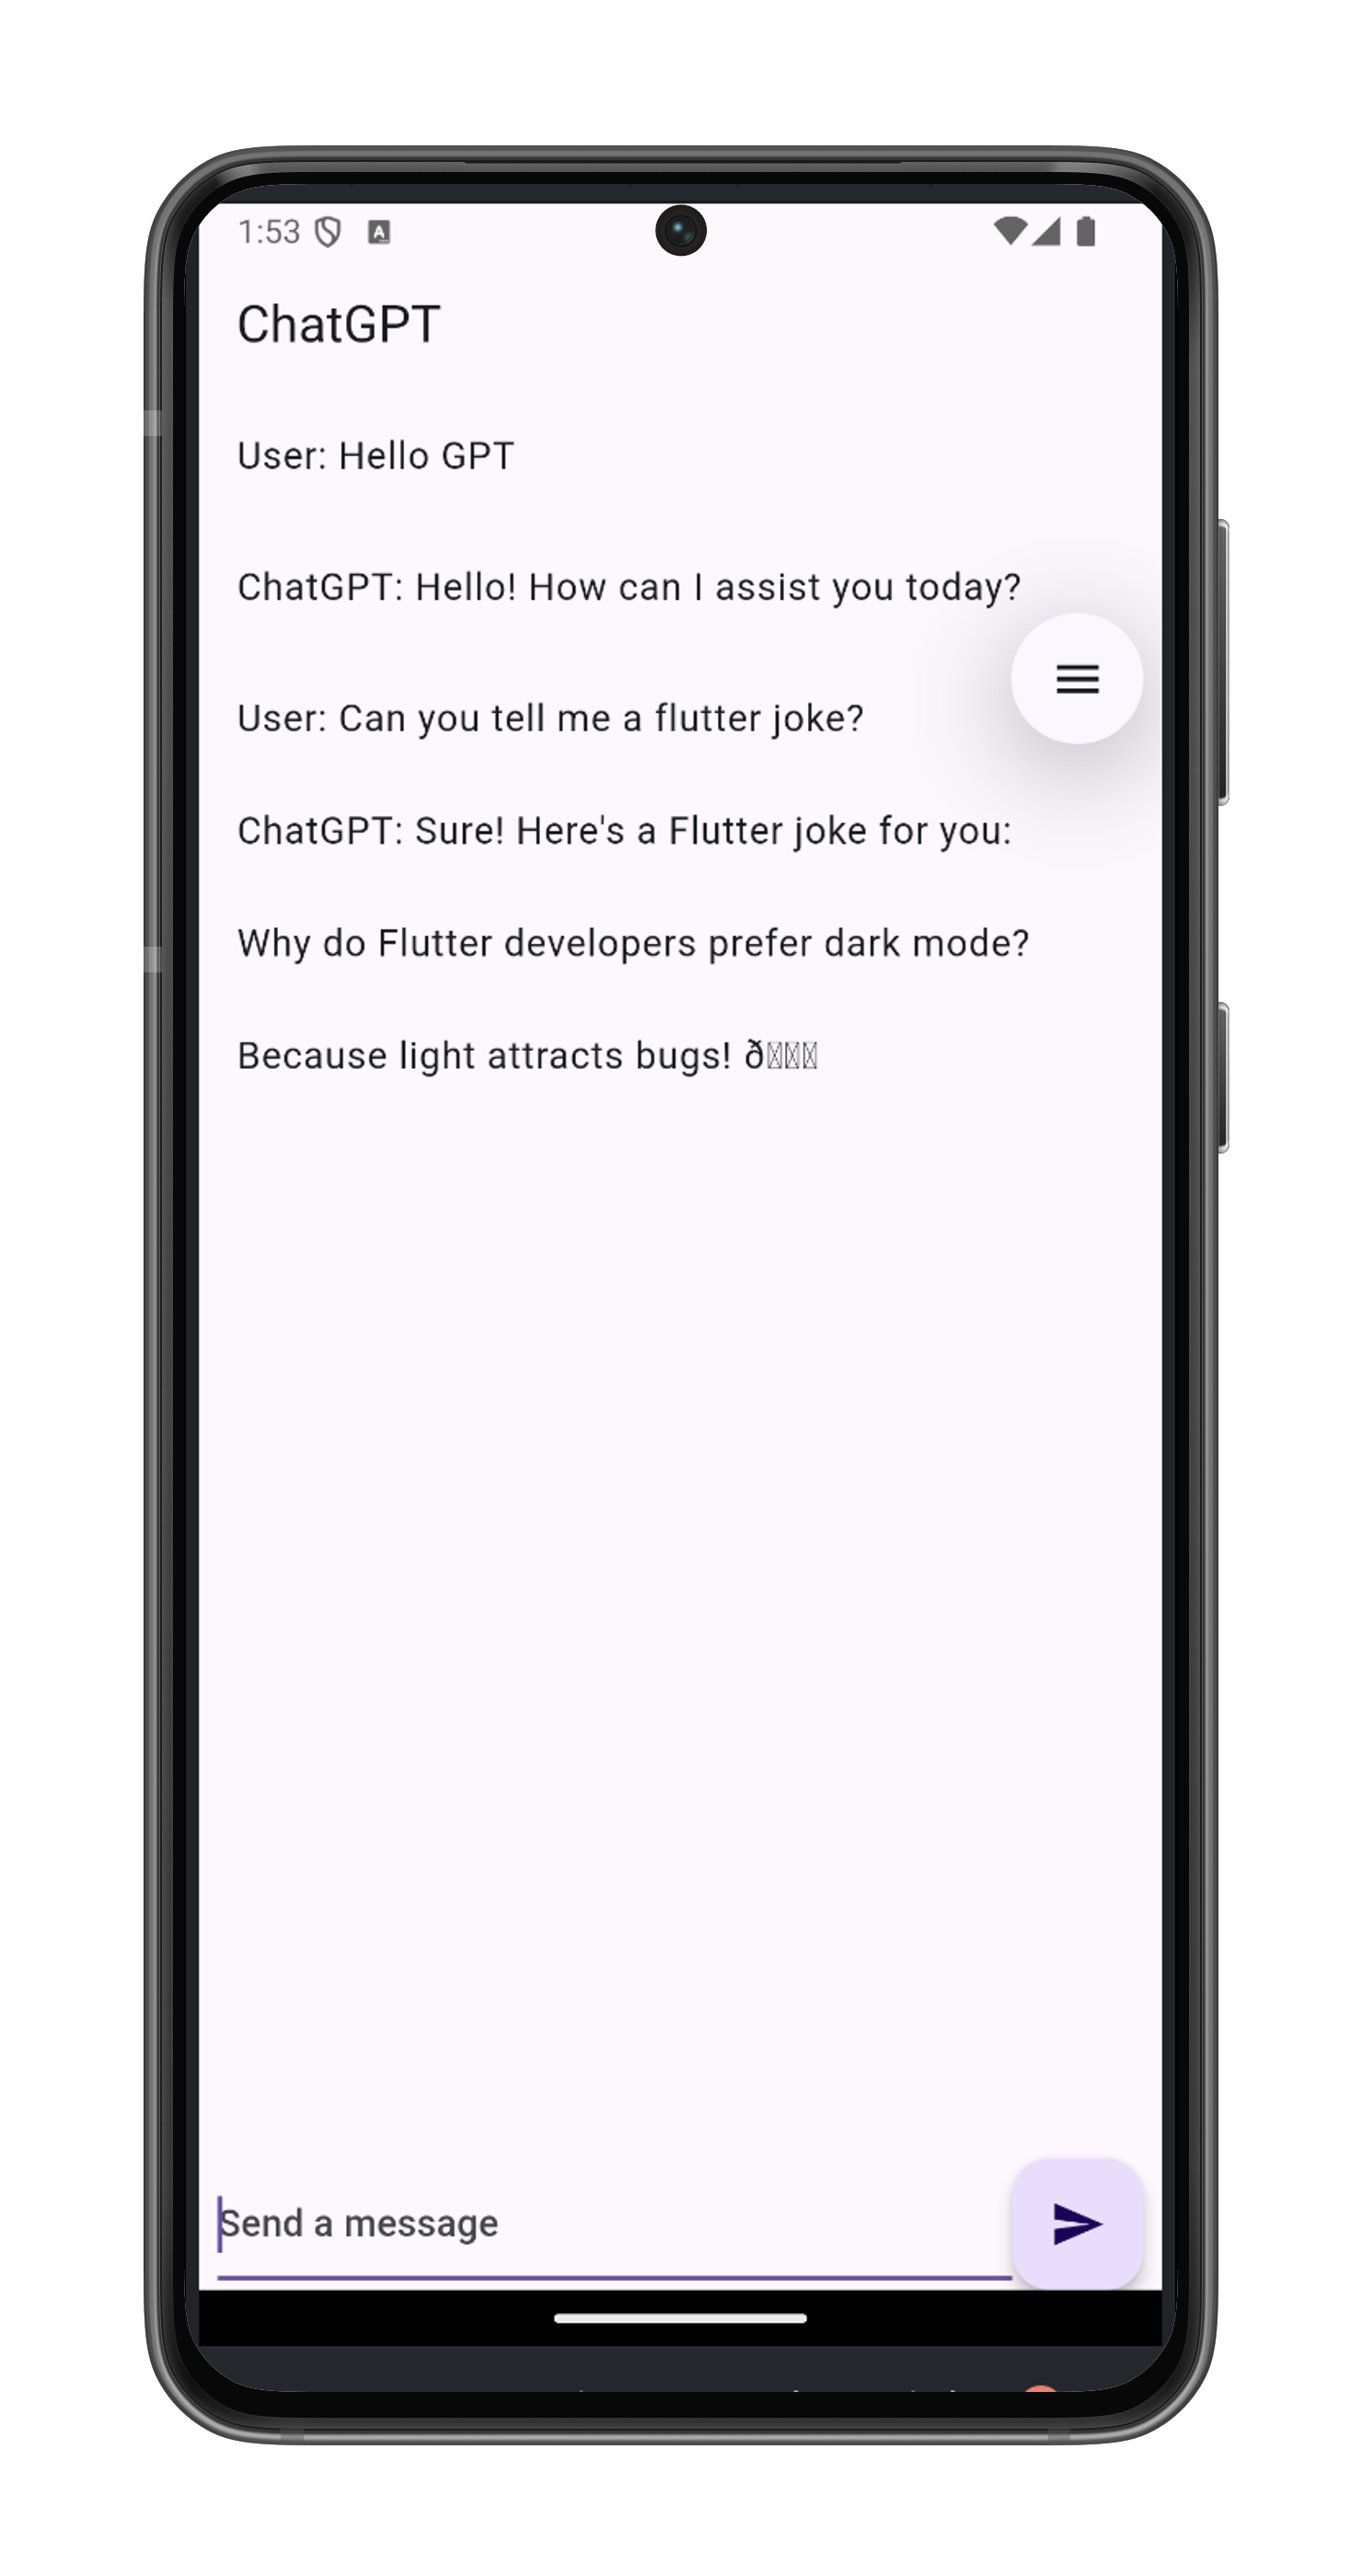 1:53
ChatGPT
User: Hello GPT
ChatGPT: Hello! How can I assist you today?
User: Can you tell me a flutter joke?
ChatGPT: Sure! Here's a Flutter joke for you:
Why do Flutter developers prefer dark mode?
Because light attracts bugs! ð
Send a message